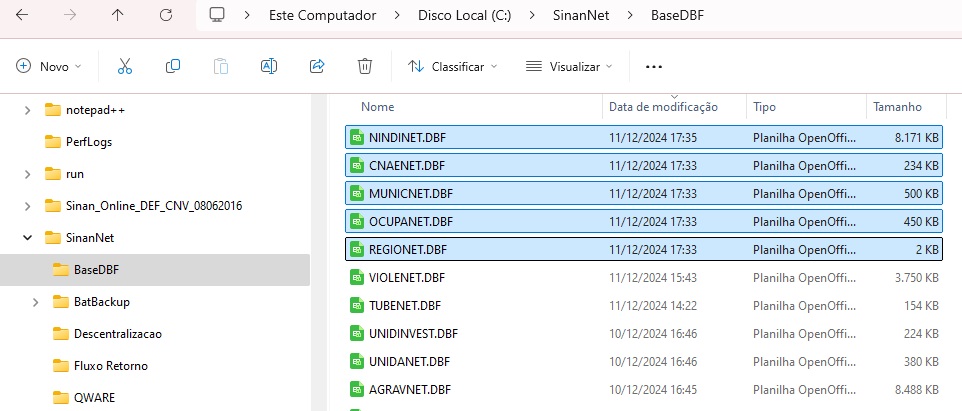 Este Computador > Disco Local (C:) > SinanNet > BaseDBF
Novo Classificar Visualizar ...
notepad++
PerfLogs
run
Sinan_Online_DEF_CNV_08062016
SinanNet
BaseDBF
BatBackup
Descentralizacao
Fluxo Retorno
QWARE
Nome Data de modificação Tipo Tamanho
NINDINET.DBF 11/12/2024 17:35 Planilha OpenOffi... 8.171 KB
CNAENET.DBF 11/12/2024 17:33 Planilha OpenOffi... 234 KB
MUNICNET.DBF 11/12/2024 17:33 Planilha OpenOffi... 500 KB
OCUPANET.DBF 11/12/2024 17:33 Planilha OpenOffi... 450 KB
REGIONET.DBF 11/12/2024 17:33 Planilha OpenOffi... 2 KB
VIOLENET.DBF 11/12/2024 15:43 Planilha OpenOffi... 3.750 KB
TUBENET.DBF 11/12/2024 14:22 Planilha OpenOffi... 154 KB
UNIDINVEST.DBF 10/12/2024 16:46 Planilha OpenOffi... 224 KB
UNIDANET.DBF 10/12/2024 16:46 Planilha OpenOffi... 380 KB
AGRAVNET.DBF 10/12/2024 16:45 Planilha OpenOffi... 8.488 KB